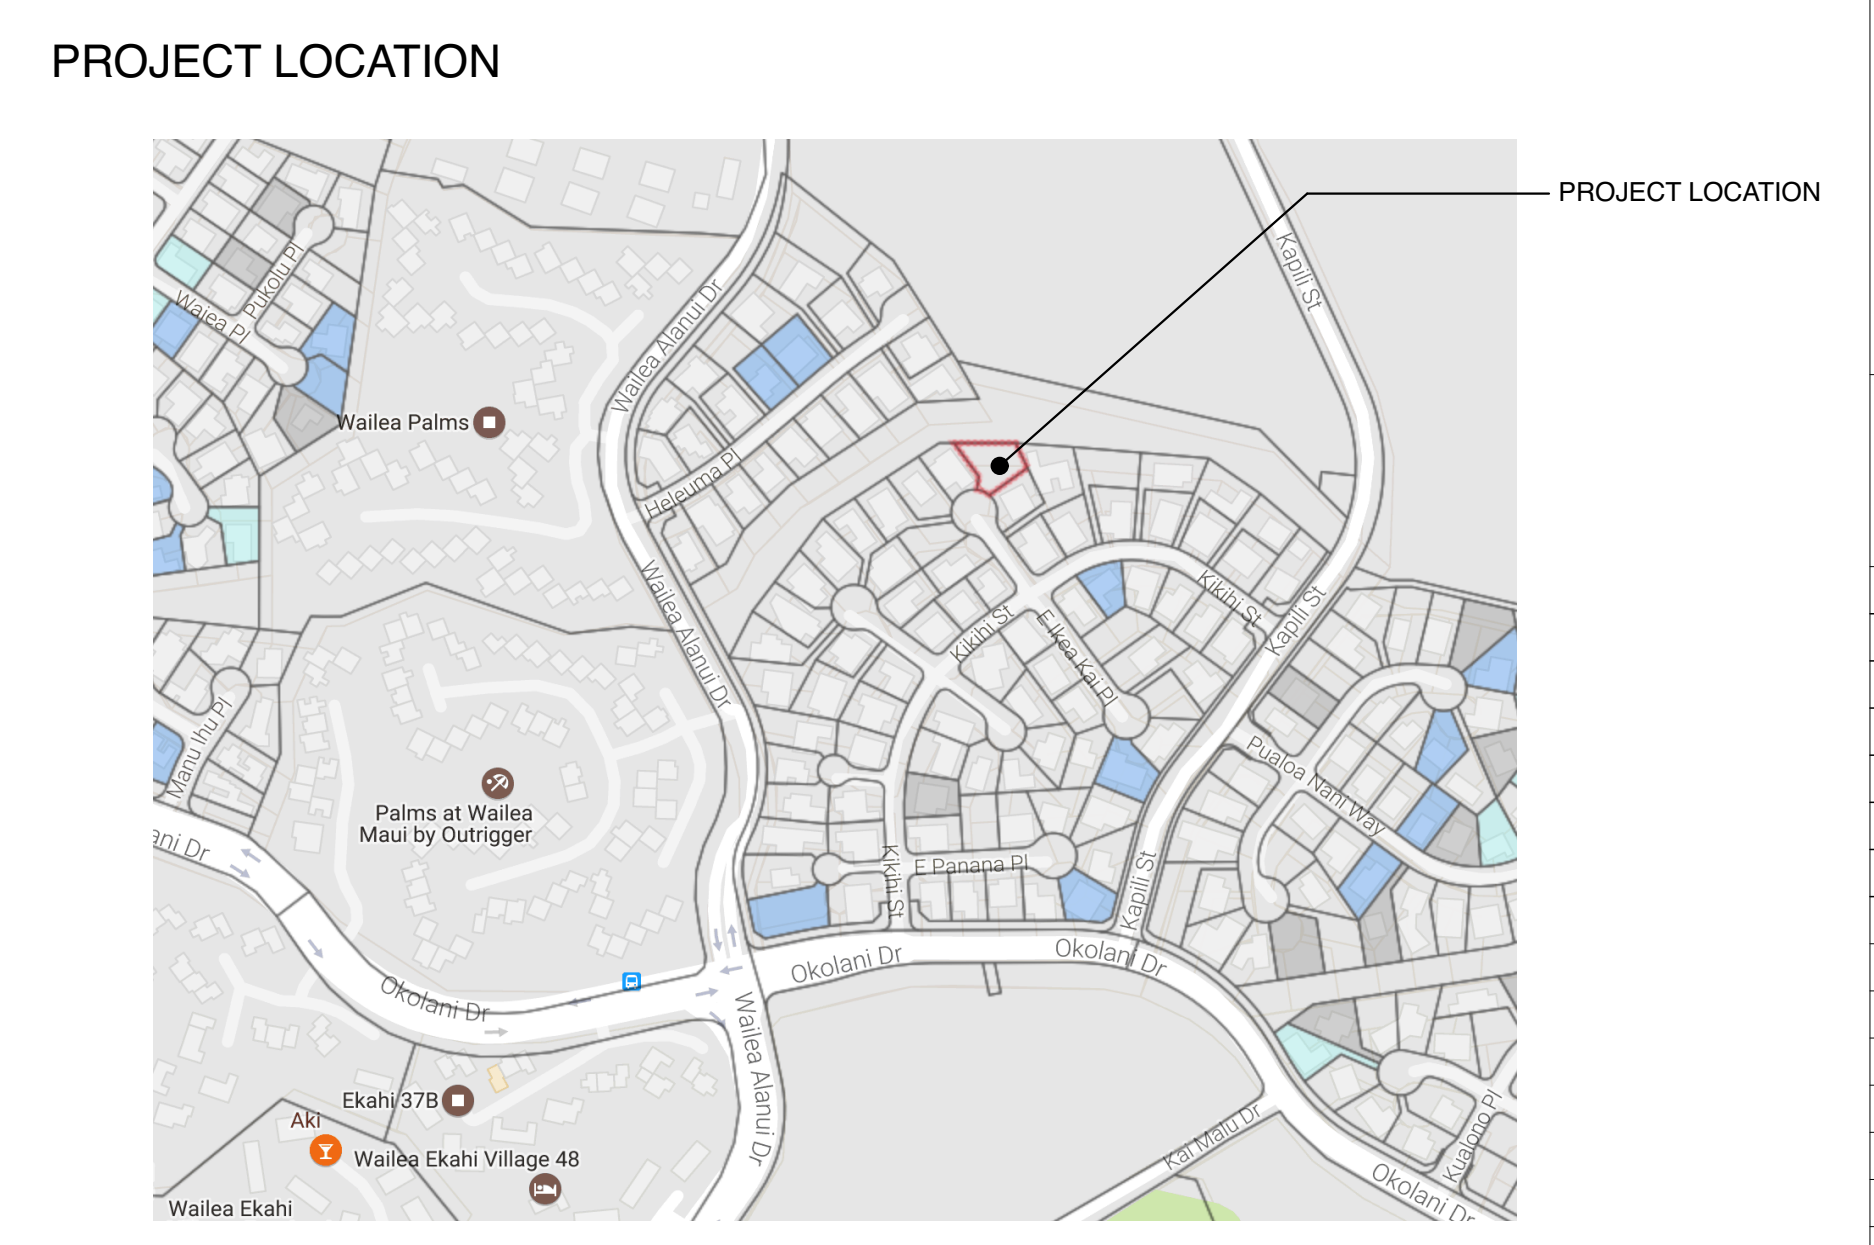 PROJECT LOCATION
PROJECT LOCATION
Kapili St
Pukolu Pl
Waiea Pl
Wailea Alanui Dr
Wailea Palms
Heleuma Pl
Wailea Alanui Dr
Kikihi St
Kikihi St
E Ikea Kai Pl
Kapili St
Manu Ihu Pl
Pualoa Nani Way
Palms at Wailea
Maui by Outrigger
ani Dr
Kikihi St
E Panana Pl
Kapili St
Okolani Dr
Okolani Dr
Okolani Dr
Wailea Alanui Dr
Ekahi 37B
Aki
Wailea Ekahi Village 48
Wailea Ekahi
Kai Malu Dr
Kualono Pl
Okolani Dr